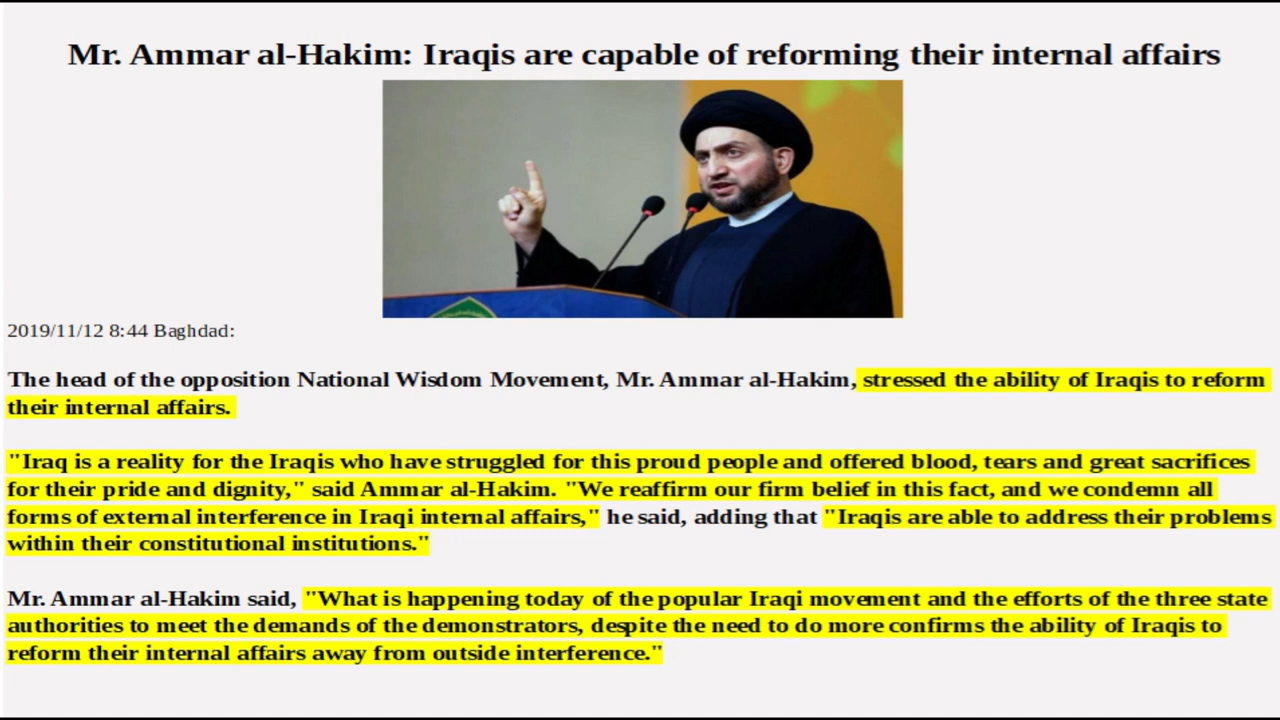 Mr. Ammar al-Hakim: Iraqis are capable of reforming their internal affairs
2019/11/12 8:44 Baghdad:
The head of the opposition National Wisdom Movement, Mr. Ammar al-Hakim, stressed the ability of Iraqis to reform
their internal affairs.
"Iraq is a reality for the Iraqis who have struggled for this proud people and offered blood, tears and great sacrifices
for their pride and dignity," said Ammar al-Hakim. "We reaffirm our firm belief in this fact, and we condemn all
forms of external interference in Iraqi internal affairs," he said, adding that "Iraqis are able to address their problems
within their constitutional institutions."
Mr. Ammar al-Hakim said, "What is happening today of the popular Iraqi movement and the efforts of the three state
authorities to meet the demands of the demonstrators, despite the need to do more confirms the ability of Iraqis to
reform their internal affairs away from outside interference."